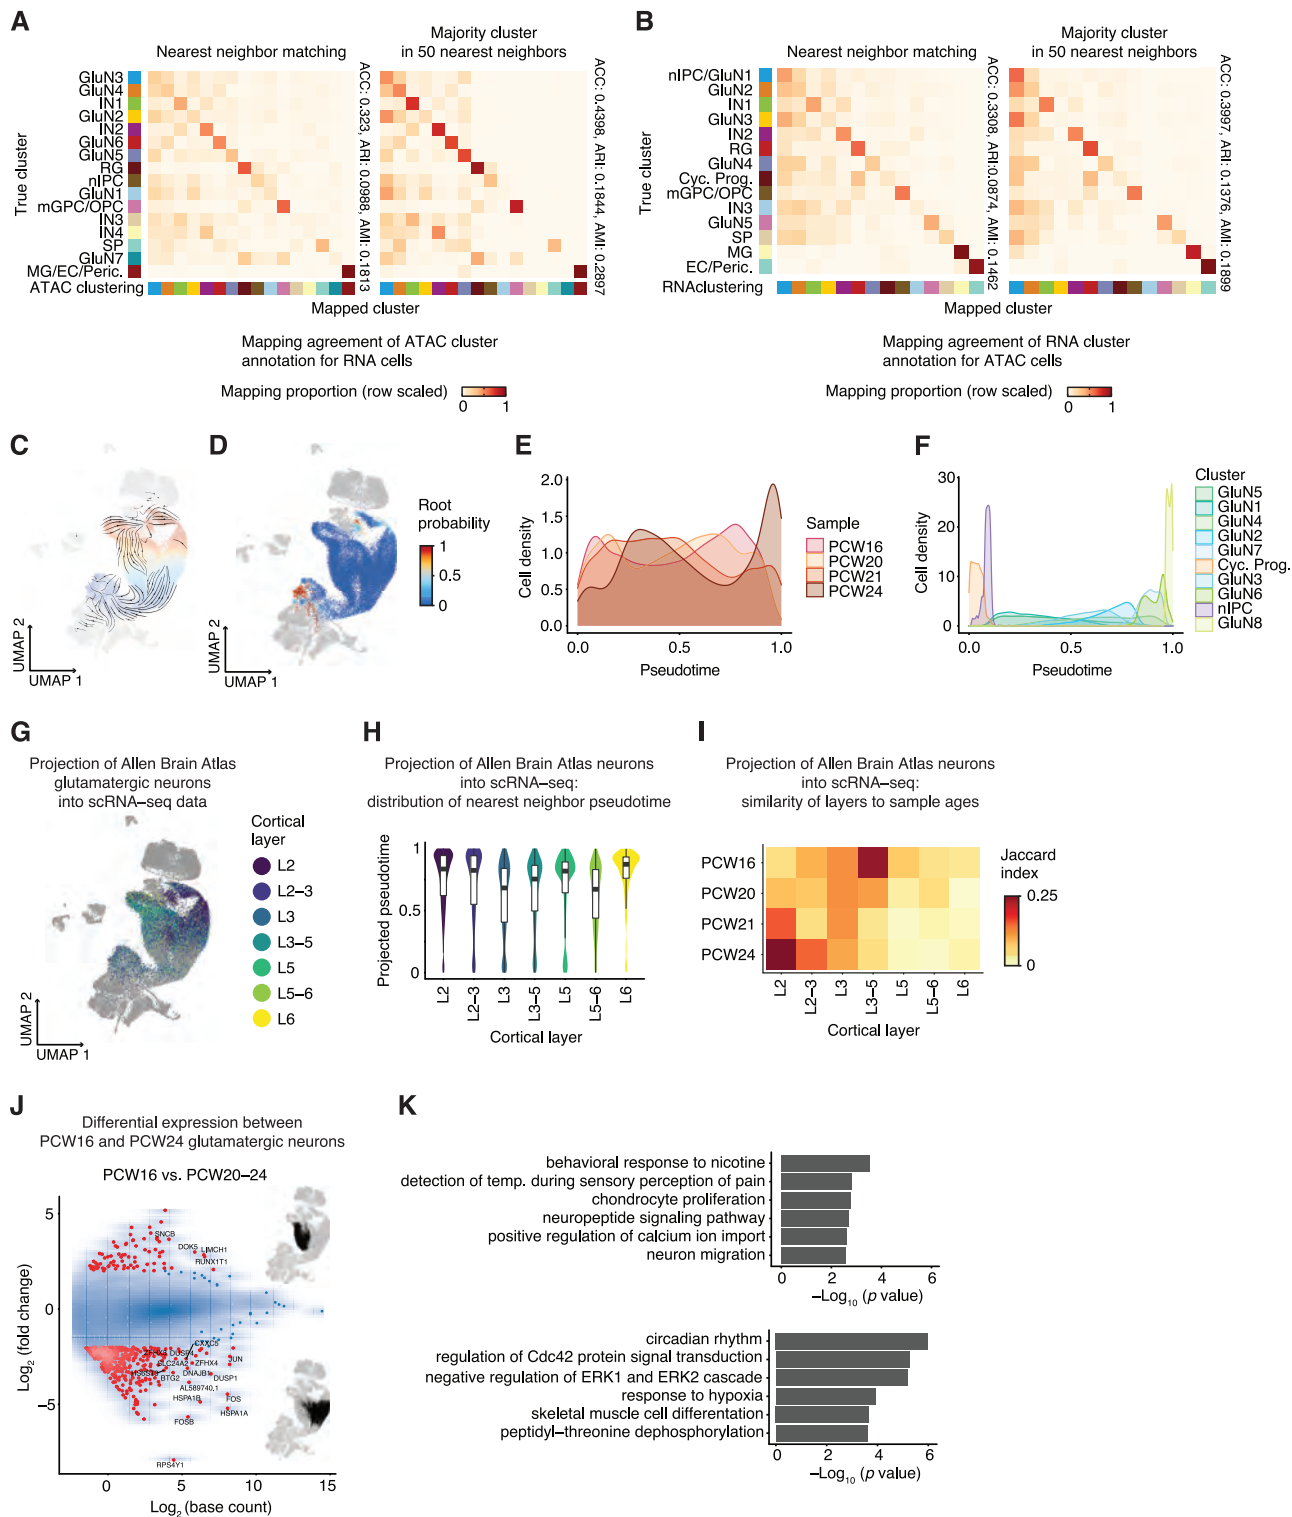 A
Nearest neighbor matching
Majority cluster
in 50 nearest neighbors
True cluster
GluN3
GluN4
IN1
GluN2
IN2
GluN6
GluN5
RG
nIPC
GluN1
mGPC/OPC
IN3
IN4
SP
GluN7
MG/EC/Peric.
ATAC clustering
ACC: 0.323, ARI: 0.0988, AMI: 0.1813
ACC: 0.4398, ARI: 0.1844, AMI: 0.2897
Mapped cluster
Mapping agreement of ATAC cluster
annotation for RNA cells
Mapping proportion (row scaled)
0 1
B
Nearest neighbor matching
Majority cluster
in 50 nearest neighbors
True cluster
nIPC/GluN1
GluN2
IN1
GluN3
IN2
RG
GluN4
Cyc. Prog.
mGPC/OPC
IN3
GluN5
SP
MG
EC/Peric.
RNAclustering
ACC: 0.3308, ARI:0.0874, AMI: 0.1462
ACC: 0.3997, ARI: 0.1376, AMI: 0.1899
Mapped cluster
Mapping agreement of RNA cluster
annotation for ATAC cells
Mapping proportion (row scaled)
0 1
C
UMAP 2
UMAP 1
D
UMAP 2
UMAP 1
Root
probability
1
0.5
0
E
Cell density
2.0
1.5
1.0
0.5
0.0
0.0 0.5 1.0
Pseudotime
Sample
PCW16
PCW20
PCW21
PCW24
F
Cell density
30
20
10
0
0.0 0.5 1.0
Pseudotime
Cluster
GluN5
GluN1
GluN4
GluN2
GluN7
Cyc. Prog.
GluN3
GluN6
nIPC
GluN8
G
Projection of Allen Brain Atlas
glutamatergic neurons
into scRNA–seq data
UMAP 2
UMAP 1
Cortical
layer
L2
L2–3
L3
L3–5
L5
L5–6
L6
H
Projection of Allen Brain Atlas neurons
into scRNA–seq:
distribution of nearest neighbor pseudotime
Projected pseudotime
1
0.5
0
L2 L2–3 L3 L3–5 L5 L5–6 L6
Cortical layer
I
Projection of Allen Brain Atlas neurons
into scRNA–seq:
similarity of layers to sample ages
PCW16
PCW20
PCW21
PCW24
L2 L2–3 L3 L3–5 L5 L5–6 L6
Cortical layer
Jaccard
index
0.25
0
J
Differential expression between
PCW16 and PCW24 glutamatergic neurons
PCW16 vs. PCW20–24
Log2 (fold change)
5
0
−5
SNCB
DOK5 LIMCH1
RUNX1T1
CXXC5
DUSP4
JUN
SLC24A2 ZFHX4
BTG2 DNAJB1
DUSP1
AL589740.1
HSPA1B
FOS
HSPA1A
FOSB
RPS4Y1
0 5 10 15
Log2 (base count)
K
behavioral response to nicotine
detection of temp. during sensory perception of pain
chondrocyte proliferation
neuropeptide signaling pathway
positive regulation of calcium ion import
neuron migration
0 2 4 6
−Log10 (p value)
circadian rhythm
regulation of Cdc42 protein signal transduction
negative regulation of ERK1 and ERK2 cascade
response to hypoxia
skeletal muscle cell differentation
peptidyl–threonine dephosphorylation
0 2 4 6
−Log10 (p value)